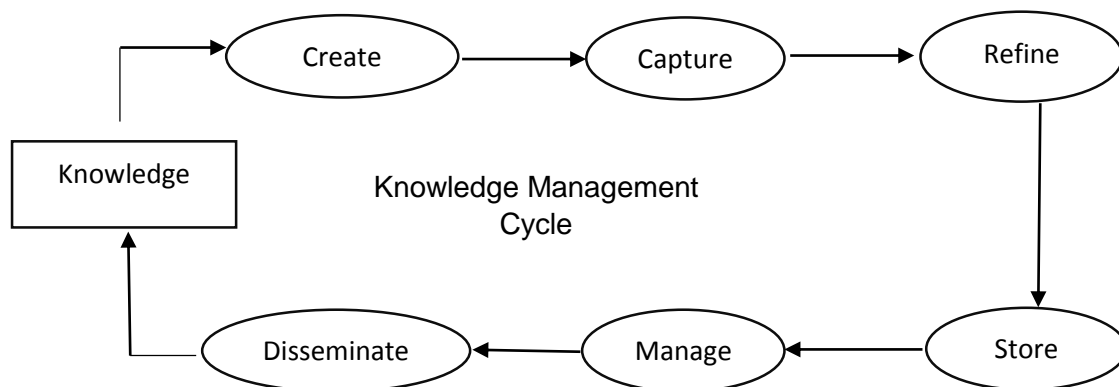 Create
Capture
Refine
Knowledge
Knowledge Management
Cycle
Disseminate
Manage
Store